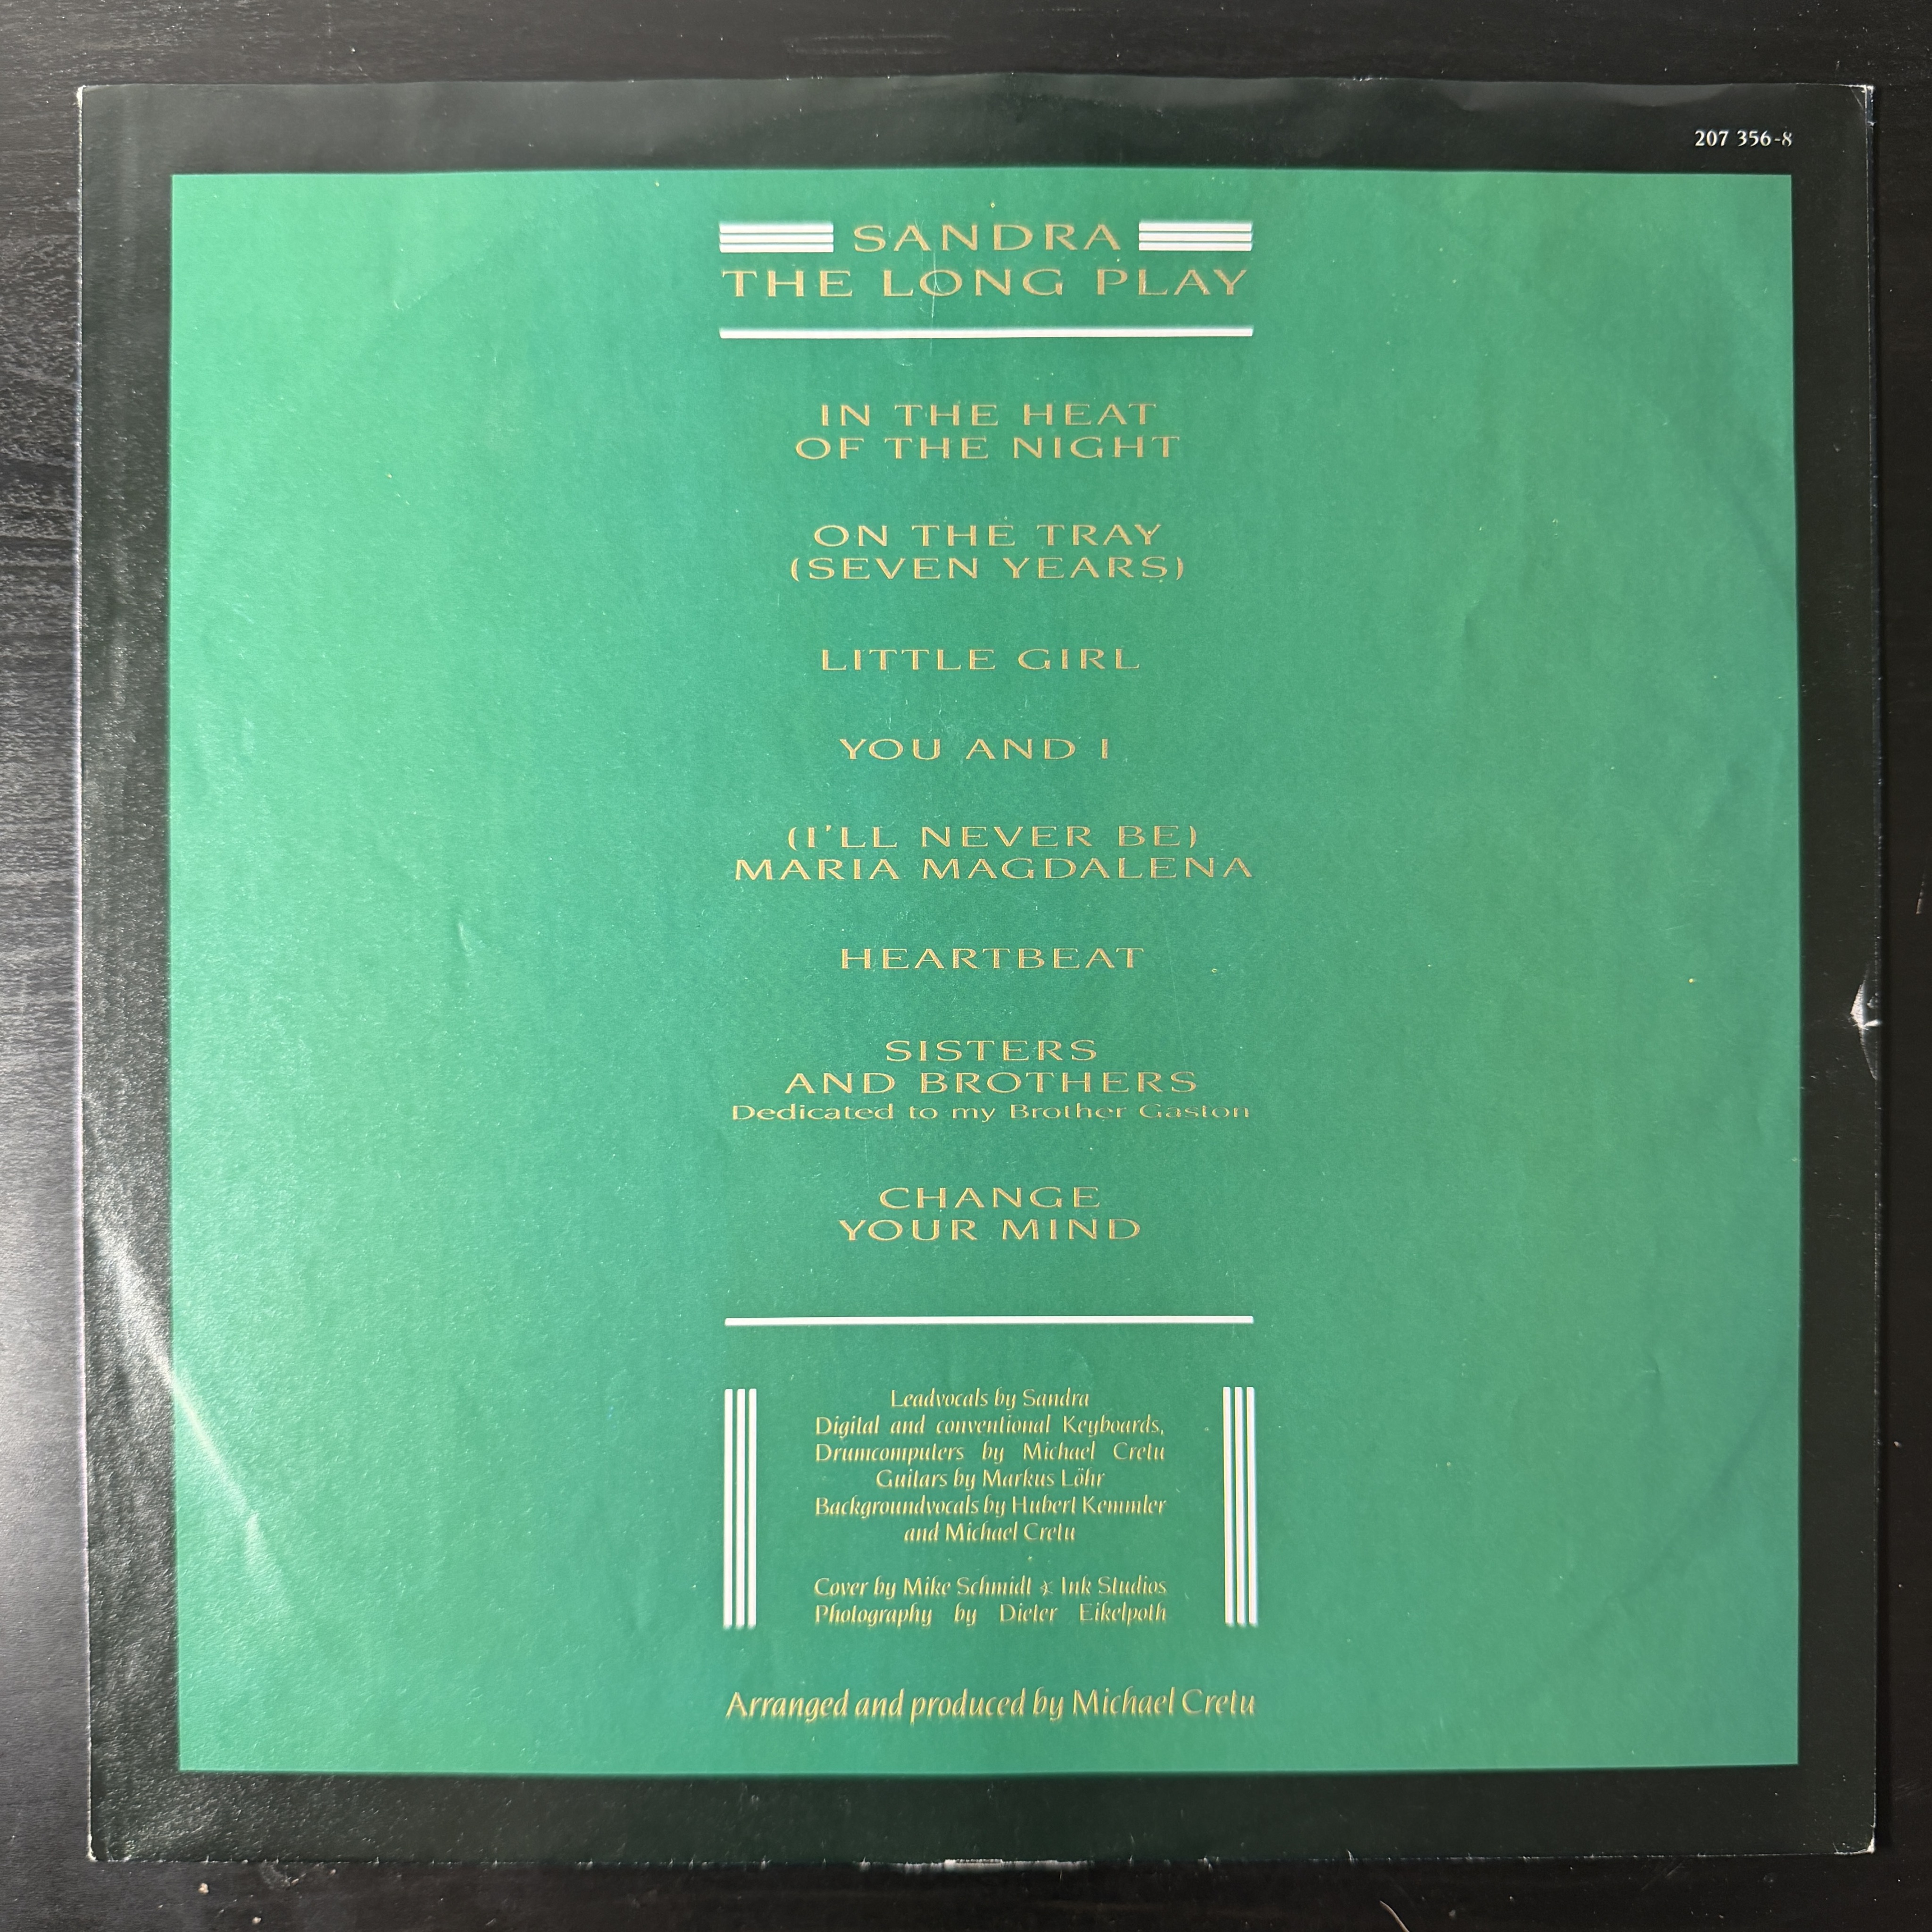 207 356-8
SANDRA
THE LONG PLAY
IN THE HEAT
OF THE NIGHT
ON THE TRAY
(SEVEN YEARS)
LITTLE GIRL
YOU AND I
(I'LL NEVER BE)
MARIA MAGDALENA
HEARTBEAT
SISTERS
AND BROTHERS
Dedicated to my Brother Gaston
CHANGE
YOUR MIND
Leadvocals by Sandra
Digital and conventional Keyboards,
Drumcomputers by Michael Cretu
Guitars by Markus Löhr
Backgroundvocals by Hubert Kemmler
and Michael Cretu
Cover by Mike Schmidt * Ink Studios
Photography by Dieter Eikelpoth
Arranged and produced by Michael Cretu